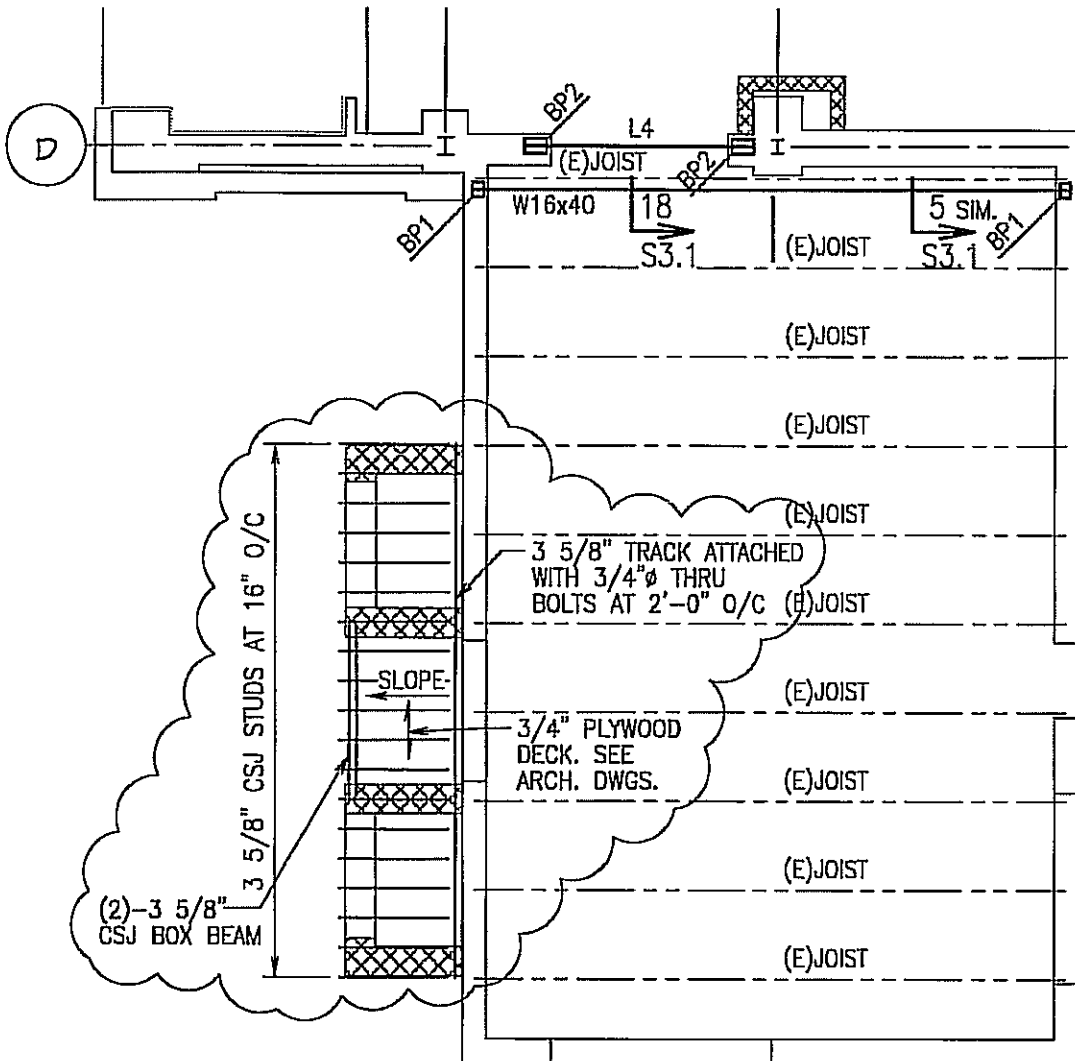 D
BP2
L4
(E)JOIST
BP2
W16x40
18
S3.1
5 SIM.
S3.1
BP1
BP1
(E)JOIST
(E)JOIST
(E)JOIST
(E)JOIST
3 5/8" TRACK ATTACHED
WITH 3/4"ø THRU
BOLTS AT 2'-0" O/C
(E)JOIST
3 5/8" CSJ STUDS AT 16" O/C
SLOPE
(E)JOIST
3/4" PLYWOOD
DECK. SEE
ARCH. DWGS.
(E)JOIST
(E)JOIST
(2)-3 5/8"
CSJ BOX BEAM
(E)JOIST